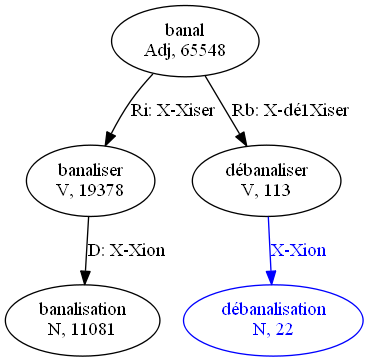 banal
Adj, 65548
Ri: X-Xiser
Rb: X-dé1Xiser
banaliser
V, 19378
débanaliser
V, 113
D: X-Xion
X-Xion
banalisation
N, 11081
débanalisation
N, 22